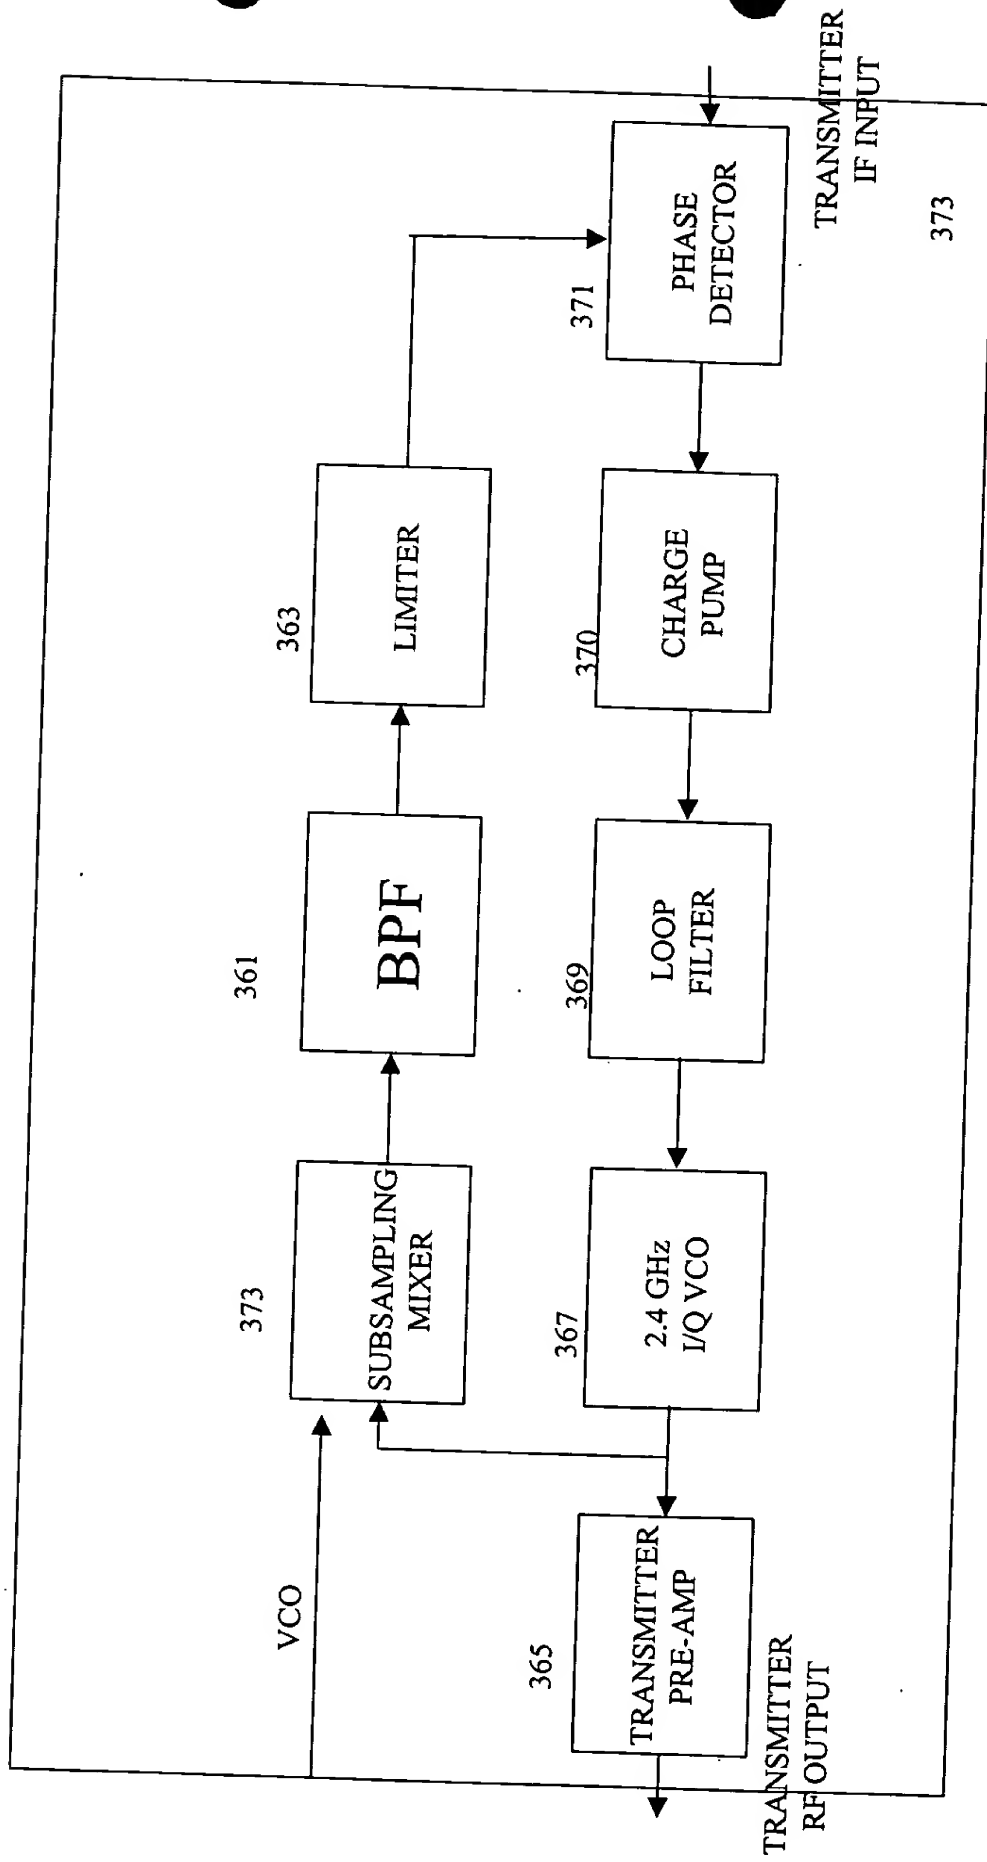 VCO
373
SUBSAMPLING
MIXER
361
BPF
363
LIMITER
365
TRANSMITTER
PRE-AMP
367
2.4 GHz
I/Q VCO
369
LOOP
FILTER
370
CHARGE
PUMP
371
PHASE
DETECTOR
TRANSMITTER
RF OUTPUT
TRANSMITTER
IF INPUT
373